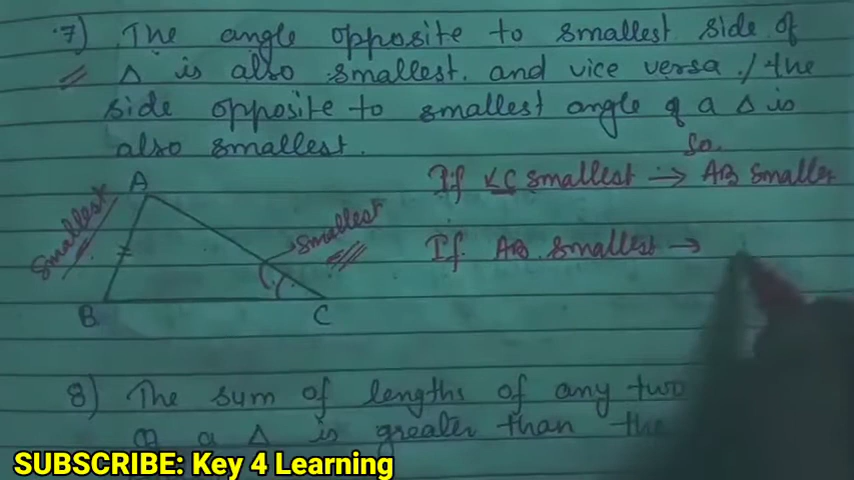 7) The angle opposite to smallest side of
Δ is also smallest. and vice versa / the
side opposite to smallest angle of a Δ is
also smallest.
A
Smallest
Smallest
B
C
If ∠C smallest → So. AB Smallest
If AB smallest →
8) The sum of lengths of any two
of a Δ is greater than the
SUBSCRIBE: Key 4 Learning